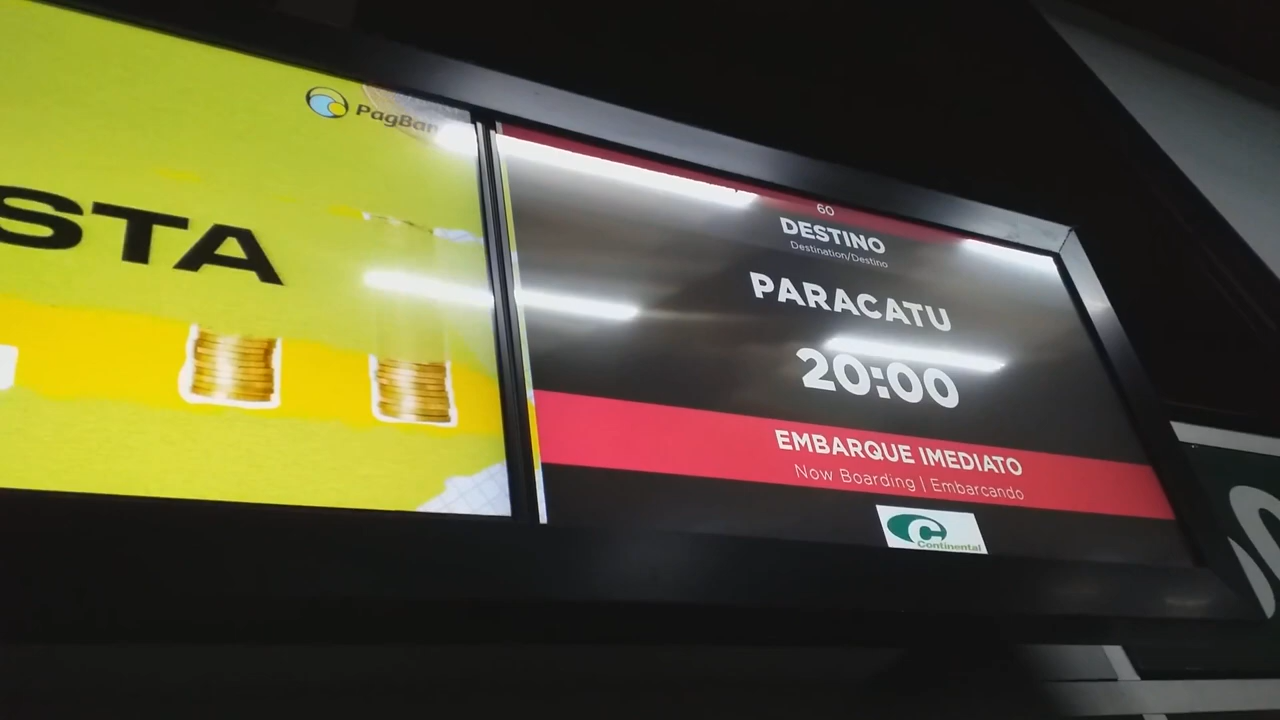 PagBan
STA
60
DESTINO
Destination/Destino
PARACATU
20:00
EMBARQUE IMEDIATO
Now Boarding | Embarcando
Continental